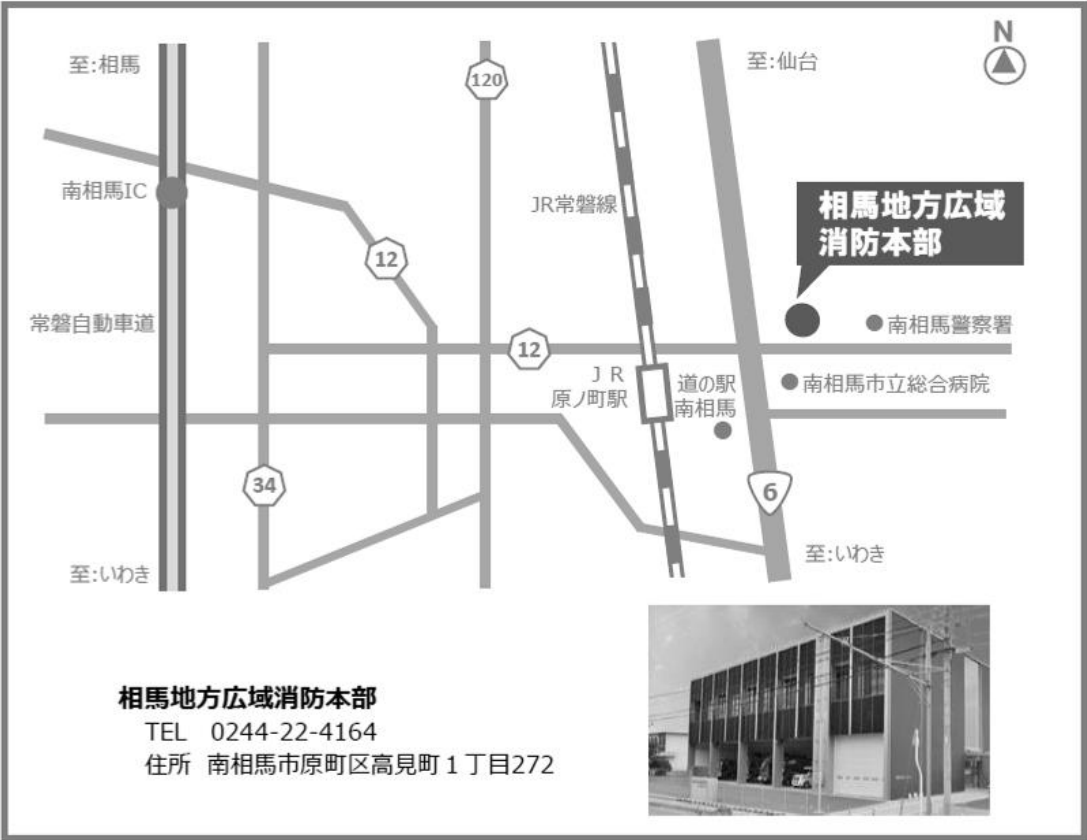 N
至:相馬
120
至:仙台
南相馬IC
JR常磐線
相馬地方広域
消防本部
12
常磐自動車道
南相馬警察署
12
JR
原ノ町駅
道の駅
南相馬
南相馬市立総合病院
34
6
至:いわき
至:いわき
相馬地方広域消防本部
TEL 0244-22-4164
住所 南相馬市原町区高見町1丁目272